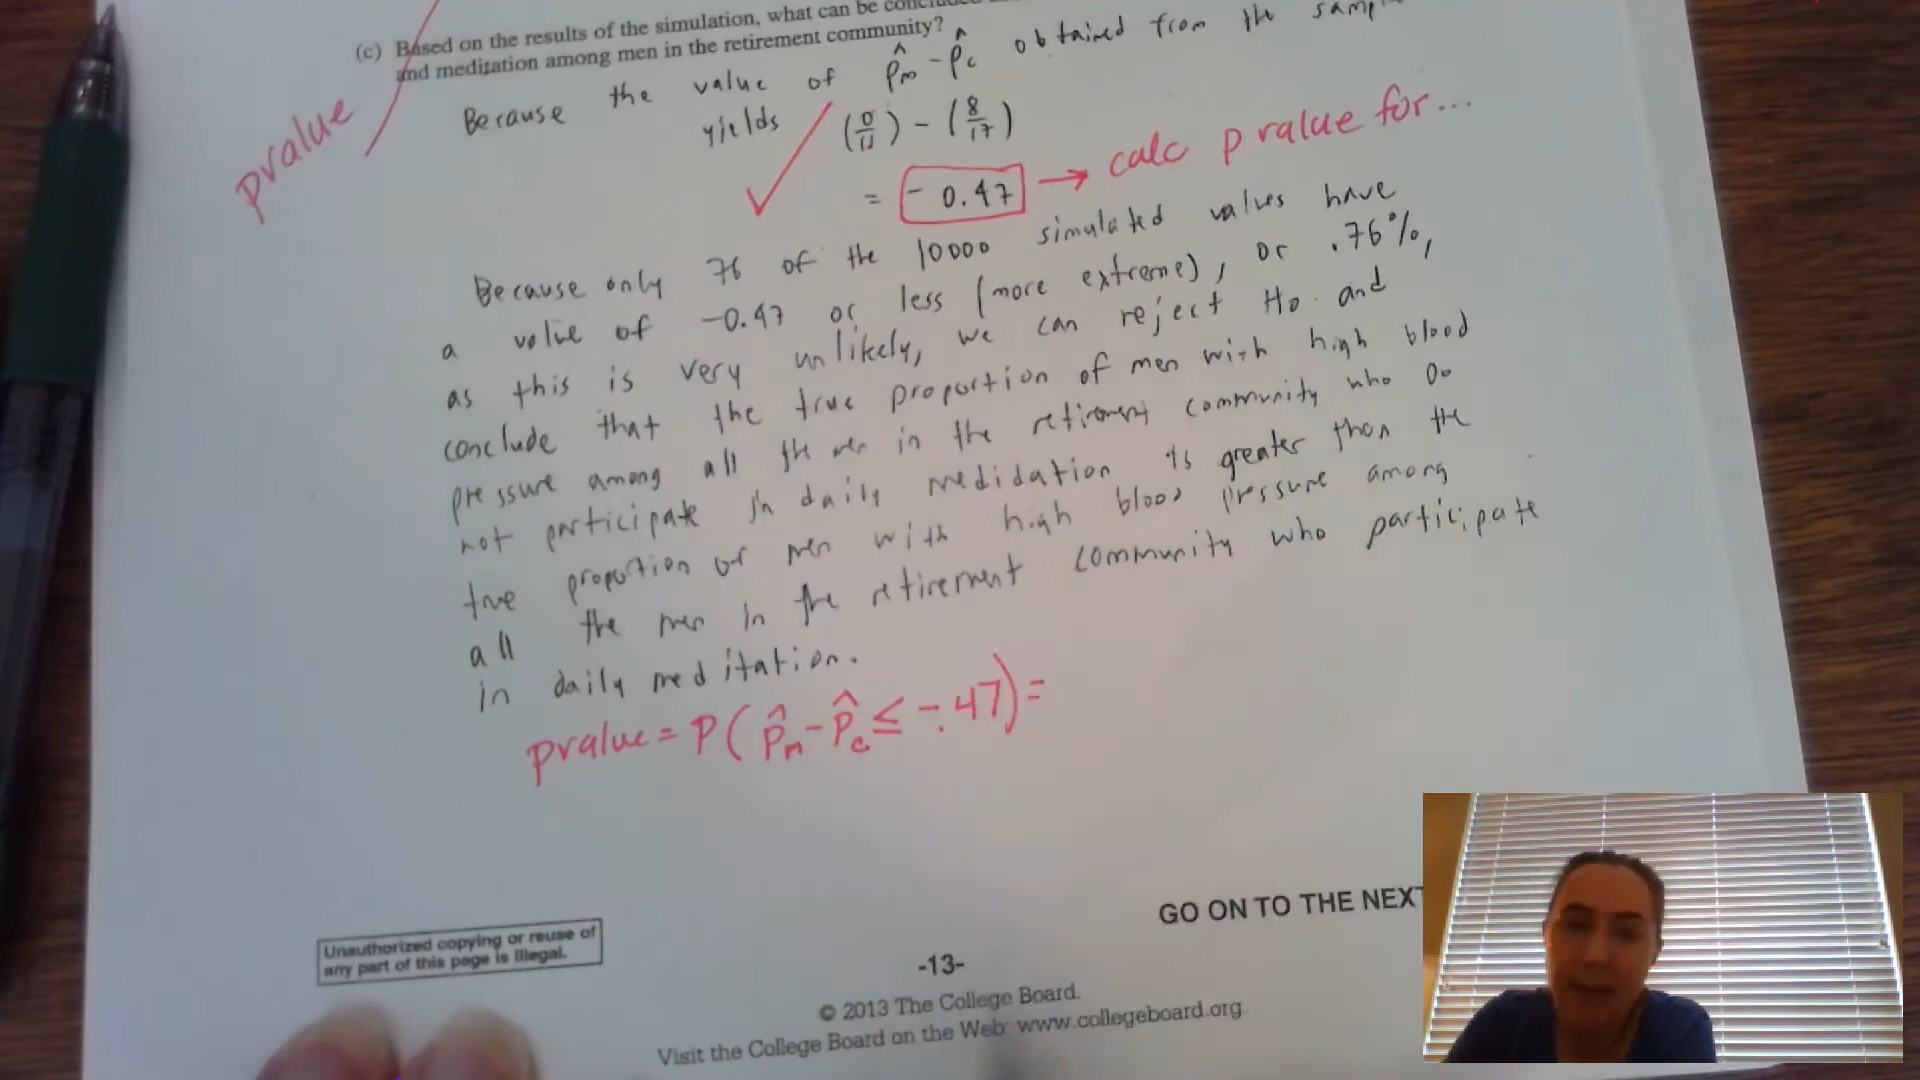 (c) Based on the results of the simulation, what can be concluded
and meditation among men in the retirement community?
Because the value of p̂m - p̂c obtained from the
yields (0/11) - (8/17)
= - 0.47 → calc pvalue for...
pvalue
Because only 76 of the 10000 simulated values have
a value of -0.47 or less (more extreme), or .76%,
as this is very unlikely, we can reject Ho and
conclude that the true proportion of men with high blood
pressure among all the men in the retirement community who do
not participate in daily medidation is greater than the
true proportion of men with high blood pressure among
all the men in the retirement community who participate
in daily meditation.
pvalue = P( p̂m - p̂c ≤ -.47) =
GO ON TO THE NEXT
Unauthorized copying or reuse of
any part of this page is illegal.
-13-
© 2013 The College Board.
Visit the College Board on the Web: www.collegeboard.org.